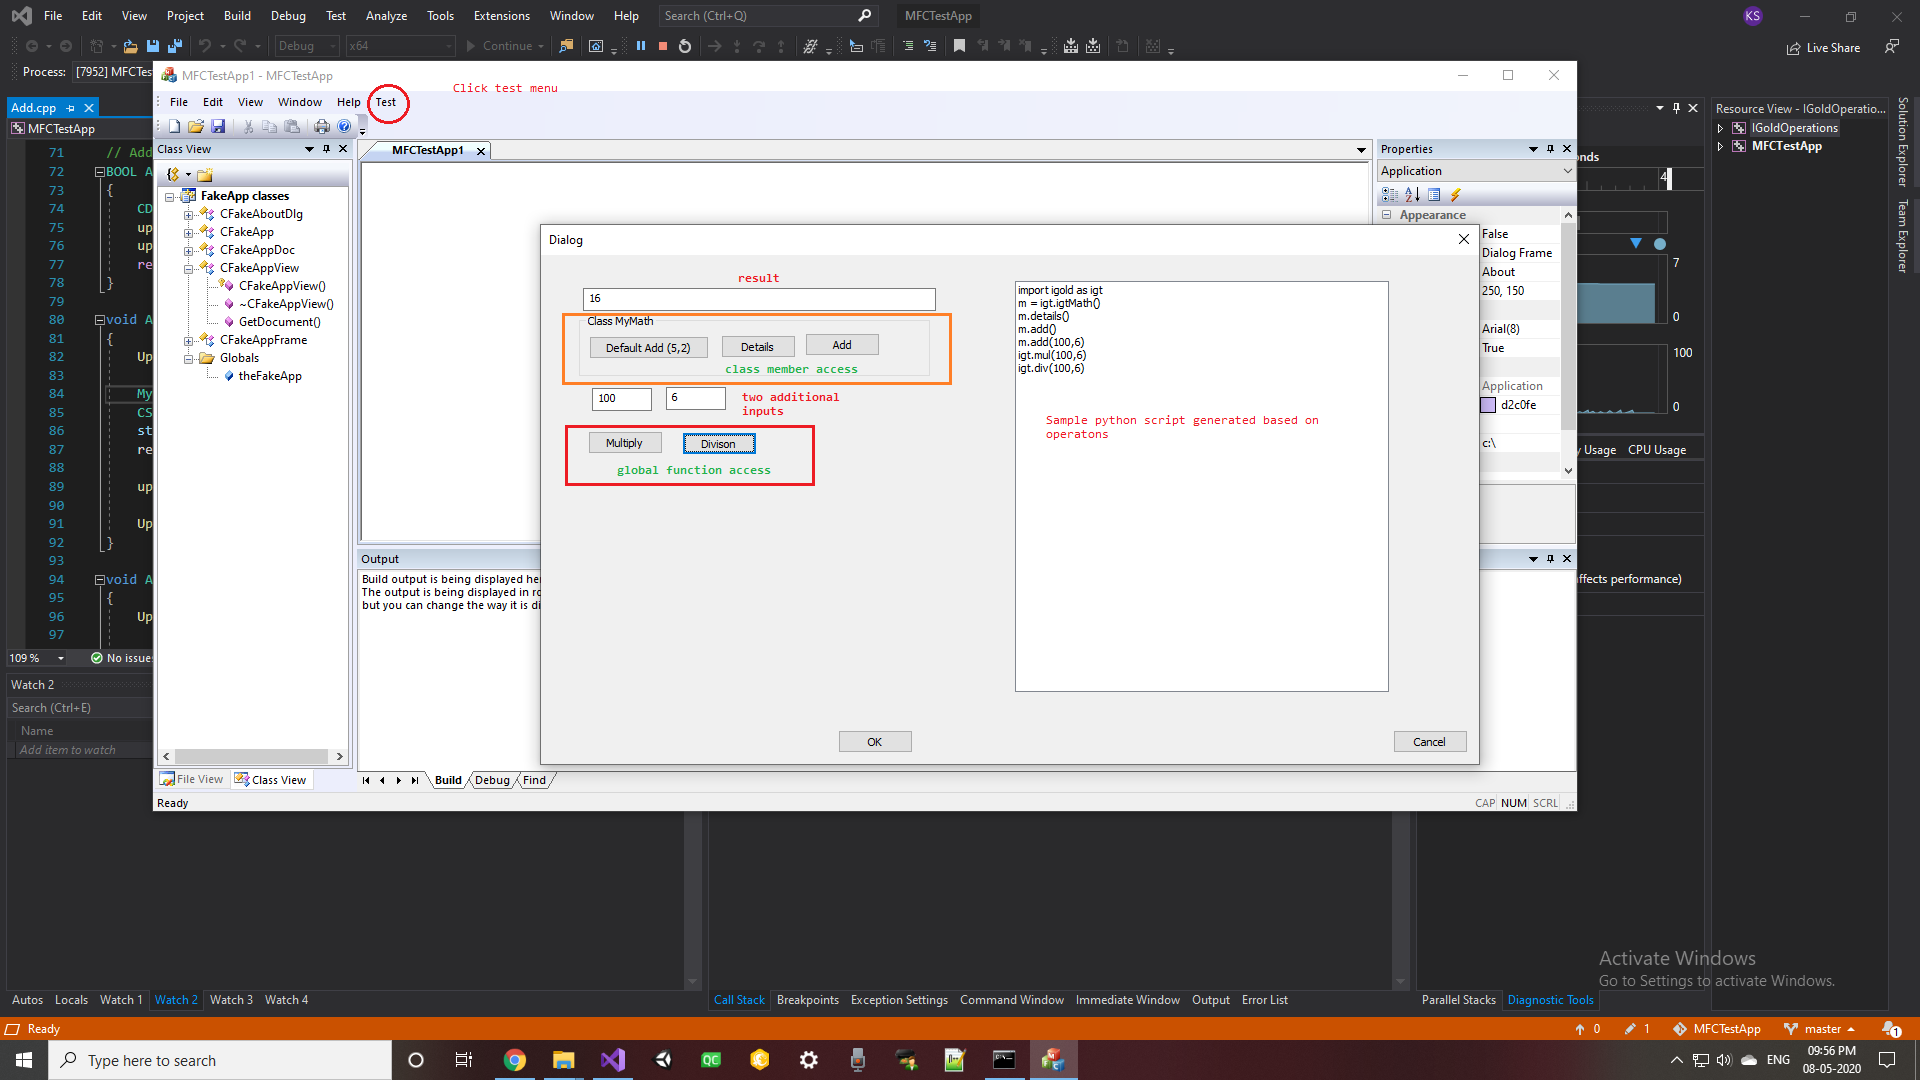 File Edit View Project Build Debug Test Analyze Tools Extensions Window Help Search (Ctrl+Q) MFCTestApp KS
Debug x64 Continue Live Share
Process: [7952] MFCTes
MFCTestApp1 - MFCTestApp
Click test menu
File Edit View Window Help Test
Add.cpp
MFCTestApp
Class View
MFCTestApp1
Properties
Application
Appearance
False
Dialog Frame
About
250, 150
Arial(8)
True
Application
d2c0fe
c:\
onds
4
7
0
100
0
y Usage CPU Usage
ffects performance)
Resource View - IGoldOperatio...
IGoldOperations
MFCTestApp
Solution Explorer
Team Explorer
71 // Add
72 BOOL A
73 {
74 CD
75 up
76 up
77 re
78 }
79
80 void A
81 {
82 Up
83
84 My
85 CS
86 st
87 re
88
89 up
90
91 Up
92 }
93
94 void A
95 {
96 Up
97
FakeApp classes
CFakeAboutDlg
CFakeApp
CFakeAppDoc
CFakeAppView
CFakeAppView()
~CFakeAppView()
GetDocument()
CFakeAppFrame
Globals
theFakeApp
Dialog
result
16
Class MyMath
Default Add (5,2) Details Add
class member access
100 6 two additional
inputs
Multiply Divison
global function access
import igold as igt
m = igt.igtMath()
m.details()
m.add()
m.add(100,6)
igt.mul(100,6)
igt.div(100,6)
Sample python script generated based on
operatons
OK Cancel
Output
Build output is being displayed her
The output is being displayed in ro
but you can change the way it is di
109 % No issue
Watch 2
Search (Ctrl+E)
Name
Add item to watch
File View Class View
Build Debug Find
Ready CAP NUM SCRL
Activate Windows
Go to Settings to activate Windows.
Autos Locals Watch 1 Watch 2 Watch 3 Watch 4 Call Stack Breakpoints Exception Settings Command Window Immediate Window Output Error List Parallel Stacks Diagnostic Tools
Ready 0 1 MFCTestApp master 1
Type here to search QC ENG 09:56 PM
08-05-2020